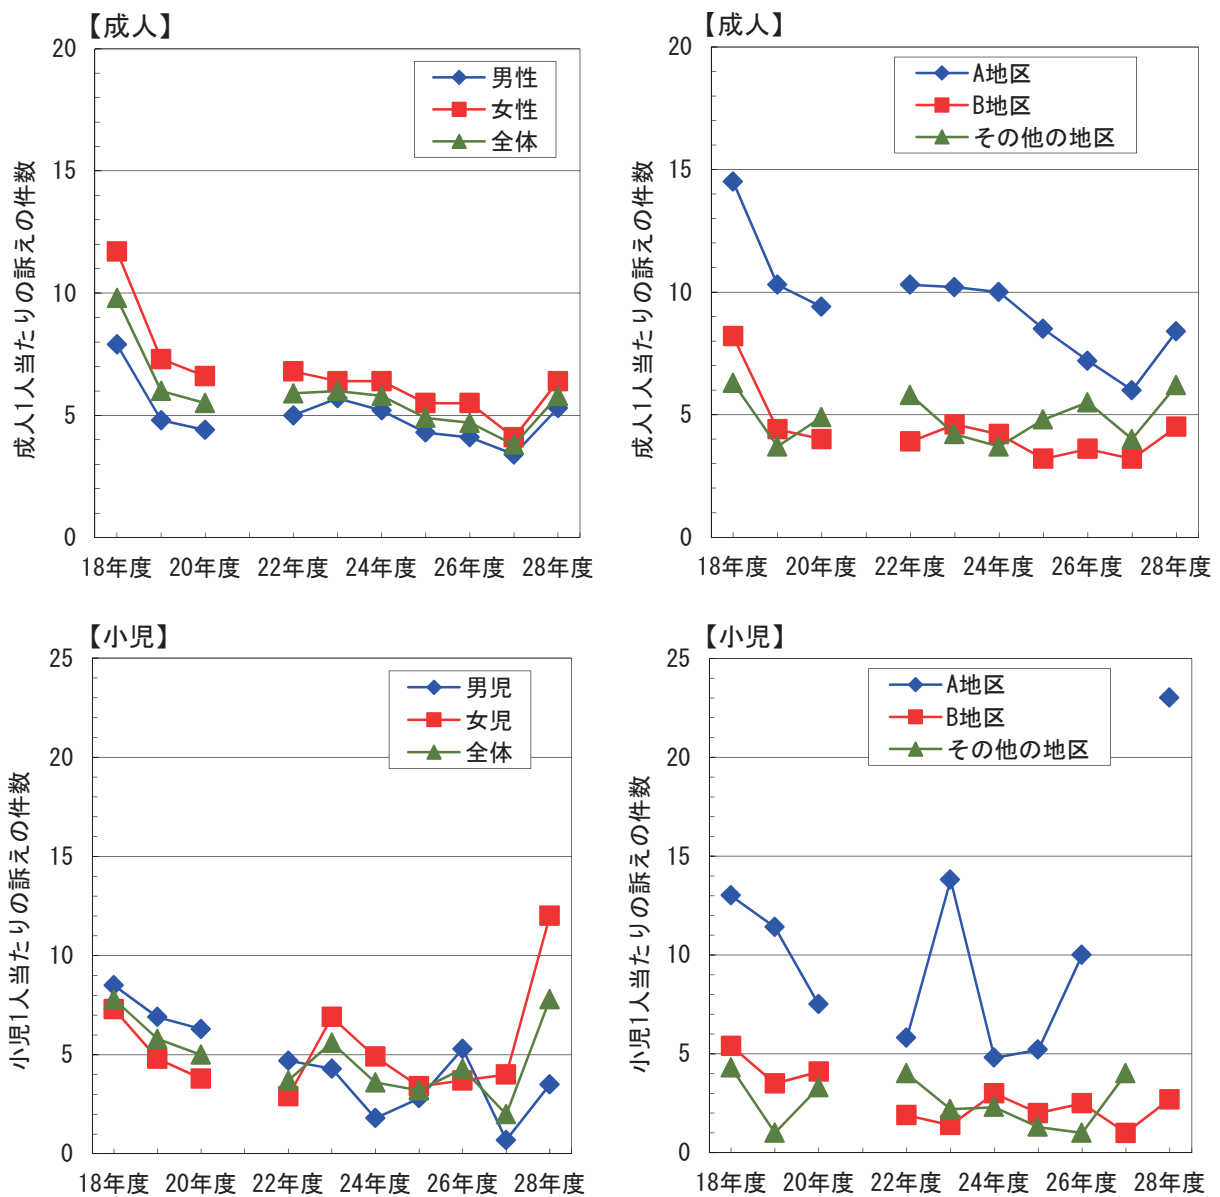 【成人】
20
15
10
5
0
成人1人当たりの訴えの件数
男性
女性
全体
18年度 20年度 22年度 24年度 26年度 28年度
【成人】
20
15
10
5
0
成人1人当たりの訴えの件数
A地区
B地区
その他の地区
18年度 20年度 22年度 24年度 26年度 28年度
【小児】
25
20
15
10
5
0
小児1人当たりの訴えの件数
男児
女児
全体
18年度 20年度 22年度 24年度 26年度 28年度
【小児】
25
20
15
10
5
0
小児1人当たりの訴えの件数
A地区
B地区
その他の地区
18年度 20年度 22年度 24年度 26年度 28年度